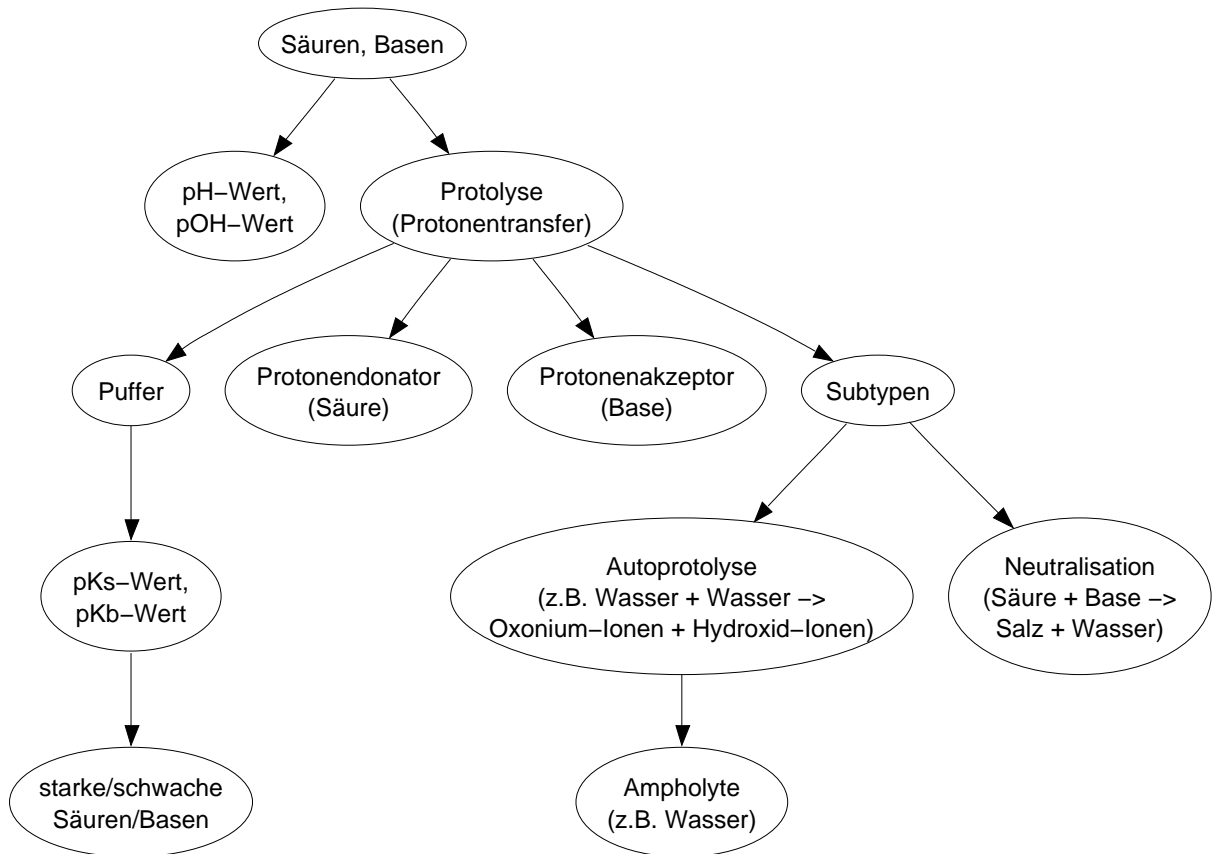 Säuren, Basen
pH−Wert,
pOH−Wert
Protolyse
(Protonentransfer)
Puffer
Protonendonator
(Säure)
Protonenakzeptor
(Base)
Subtypen
pKs−Wert,
pKb−Wert
Autoprotolyse
(z.B. Wasser + Wasser −>
Oxonium−Ionen + Hydroxid−Ionen)
Neutralisation
(Säure + Base −>
Salz + Wasser)
starke/schwache
Säuren/Basen
Ampholyte
(z.B. Wasser)